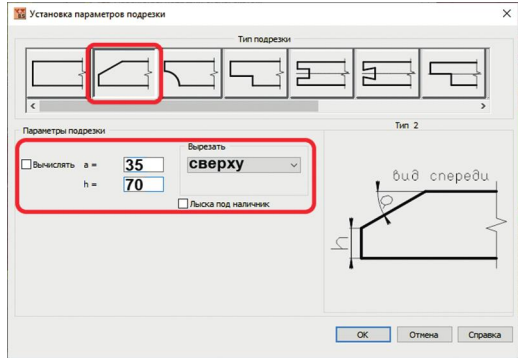 Установка параметров подрезки
Тип подрезки
Параметры подрезки
Вычислять a = 35
h = 70
Вырезать
сверху
Лыска под наличник
Тип 2
вид спереди
a
h
OK Отмена Справка